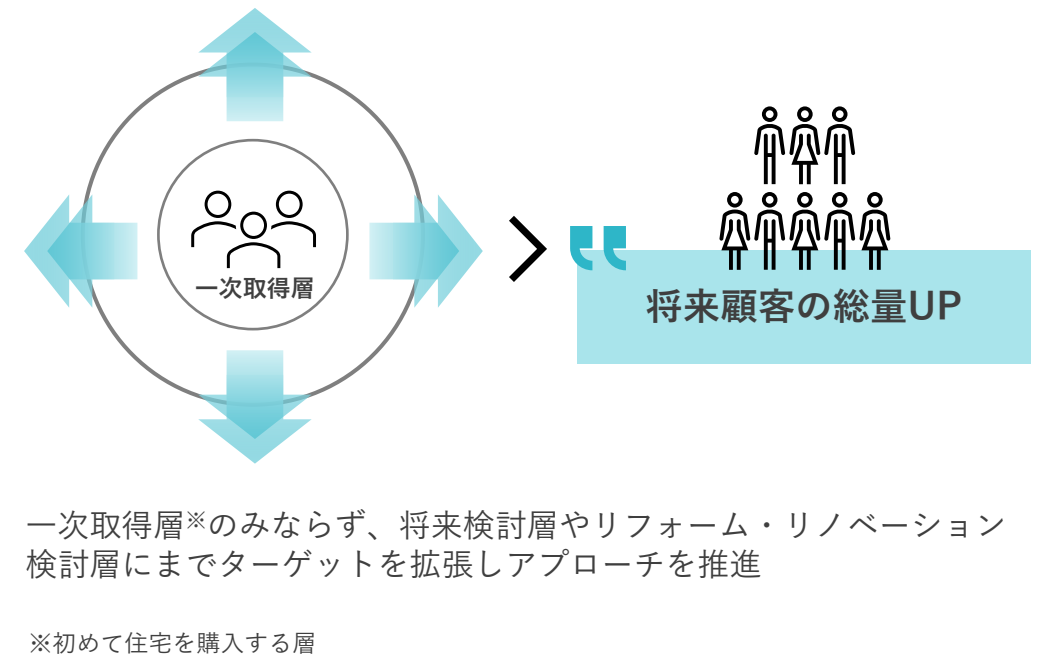 一次取得層
将来顧客の総量UP
一次取得層※のみならず、将来検討層やリフォーム・リノベーション
検討層にまでターゲットを拡張しアプローチを推進
※初めて住宅を購入する層